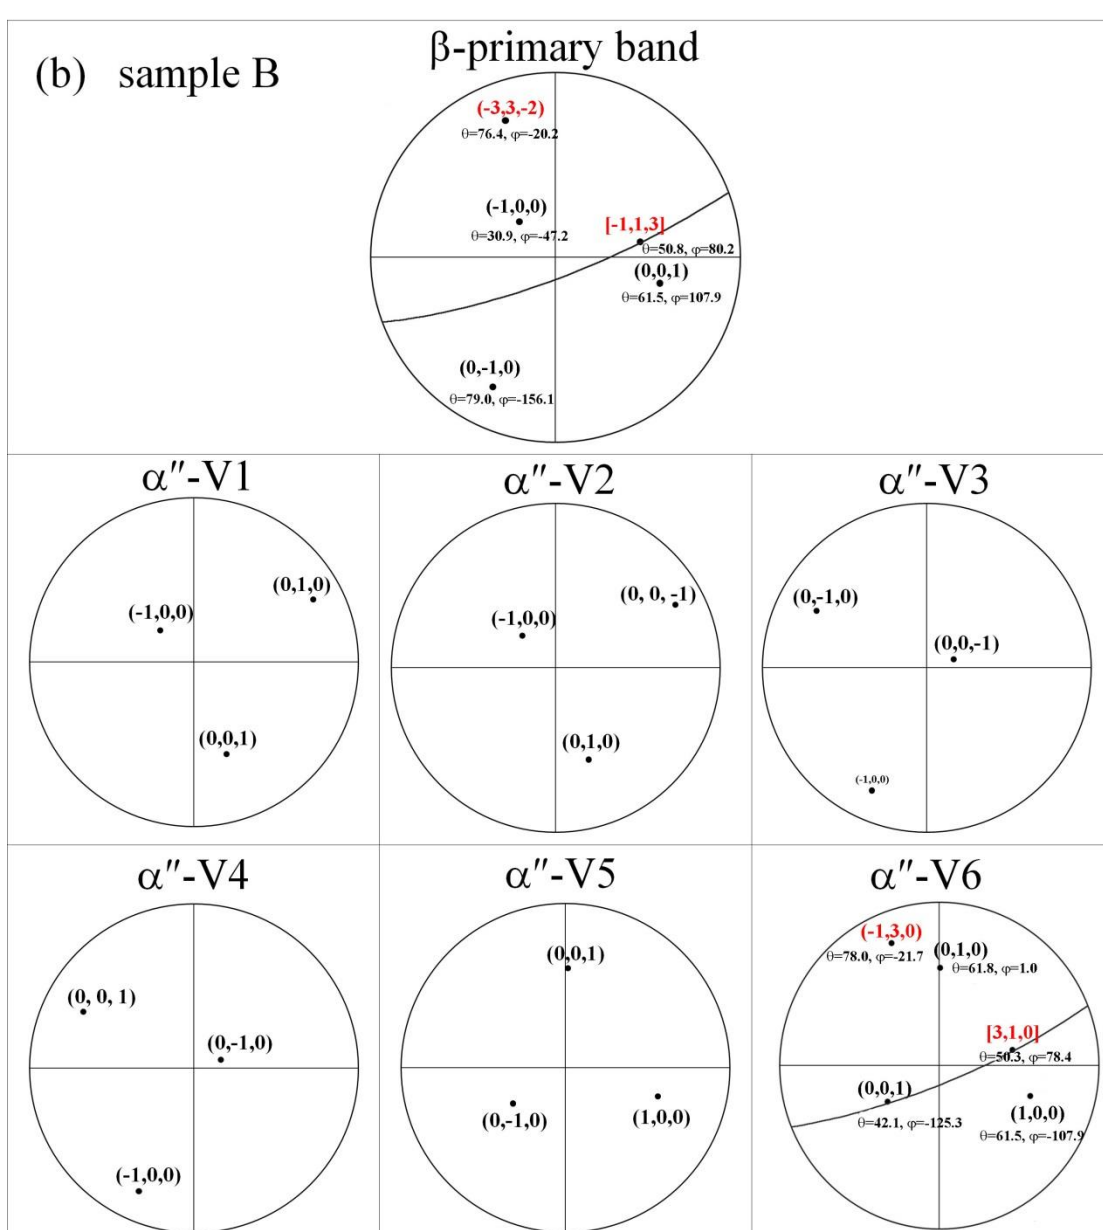 (b) sample B
β-primary band
(-3,3,-2)
θ=76.4, φ=-20.2
(-1,0,0)
θ=30.9, φ=-47.2
[-1,1,3]
θ=50.8, φ=80.2
(0,0,1)
θ=61.5, φ=107.9
(0,-1,0)
θ=79.0, φ=-156.1
α″-V1
(0,1,0)
(-1,0,0)
(0,0,1)
α″-V2
(0, 0, -1)
(-1,0,0)
(0,1,0)
α″-V3
(0,-1,0)
(0,0,-1)
(-1,0,0)
α″-V4
(0, 0, 1)
(0,-1,0)
(-1,0,0)
α″-V5
(0,0,1)
(0,-1,0)
(1,0,0)
α″-V6
(-1,3,0)
θ=78.0, φ=-21.7
(0,1,0)
θ=61.8, φ=1.0
[3,1,0]
θ=50.3, φ=78.4
(0,0,1)
θ=42.1, φ=-125.3
(1,0,0)
θ=61.5, φ=-107.9